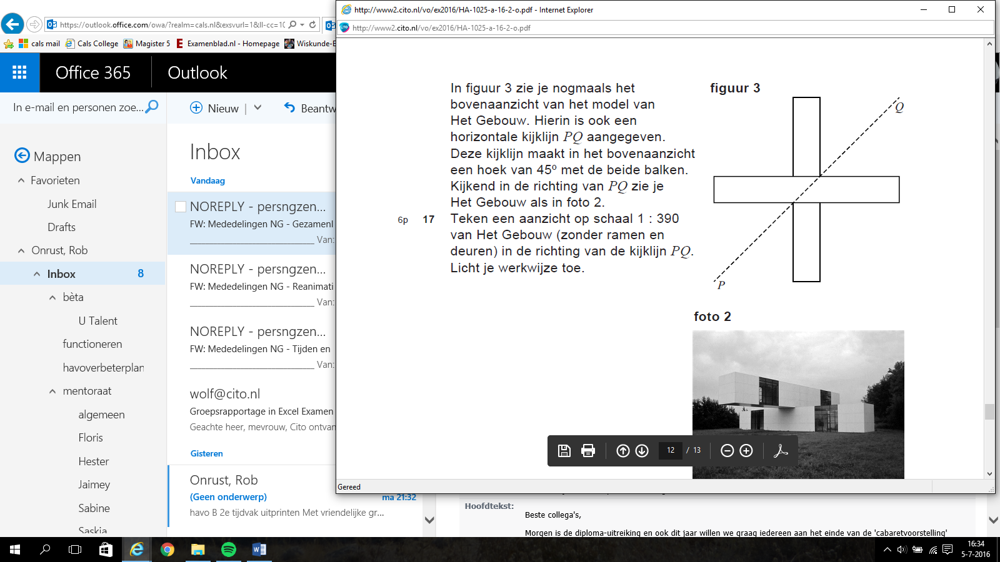 http://www2.cito.nl/vo/ex2016/HA-1025-a-16-2-o.pdf - Internet Explorer
https://outlook.office.com/owa/?realm=cals.nl&exsvurl=1&ll-cc=10
http://www2.cito.nl/vo/ex2016/HA-1025-a-16-2-o.pdf
cals mail
Cals College
Magister 5
Examenblad.nl - Homepage
Wiskunde-E
Office 365
Outlook
In e-mail en personen zoe...
Nieuw
Beantw
Mappen
Favorieten
Junk Email
Drafts
Onrust, Rob
Inbox 8
bèta
U Talent
functioneren
havoverbeterplan
mentoraat
algemeen
Floris
Hester
Jaimey
Sabine
Saskia
Inbox
Vandaag
NOREPLY - persngzen...
FW: Mededelingen NG - Gezamenl
Van:
NOREPLY - persngzen...
FW: Mededelingen NG - Reanimati
Van:
NOREPLY - persngzen...
FW: Mededelingen NG - Tijden en
Van:
wolf@cito.nl
Groepsrapportage in Excel Examen
Geachte heer, mevrouw, Cito ontvan
Gisteren
Onrust, Rob
(Geen onderwerp) ma 21:32
havo B 2e tijdvak uitprinten Met vriendelijke gr...
In figuur 3 zie je nogmaals het
bovenaanzicht van het model van
Het Gebouw. Hierin is ook een
horizontale kijklijn PQ aangegeven.
Deze kijklijn maakt in het bovenaanzicht
een hoek van 45º met de beide balken.
Kijkend in de richting van PQ zie je
Het Gebouw als in foto 2.
6p 17 Teken een aanzicht op schaal 1 : 390
van Het Gebouw (zonder ramen en
deuren) in de richting van de kijklijn PQ.
Licht je werkwijze toe.
figuur 3
Q
P
foto 2
12 / 13
Gereed
Hoofdtekst:
Beste collega's,
Morgen is de diploma-uitreiking en ook dit jaar willen we graag iedereen aan het einde van de 'cabaretvoorstelling'
16:34
5-7-2016